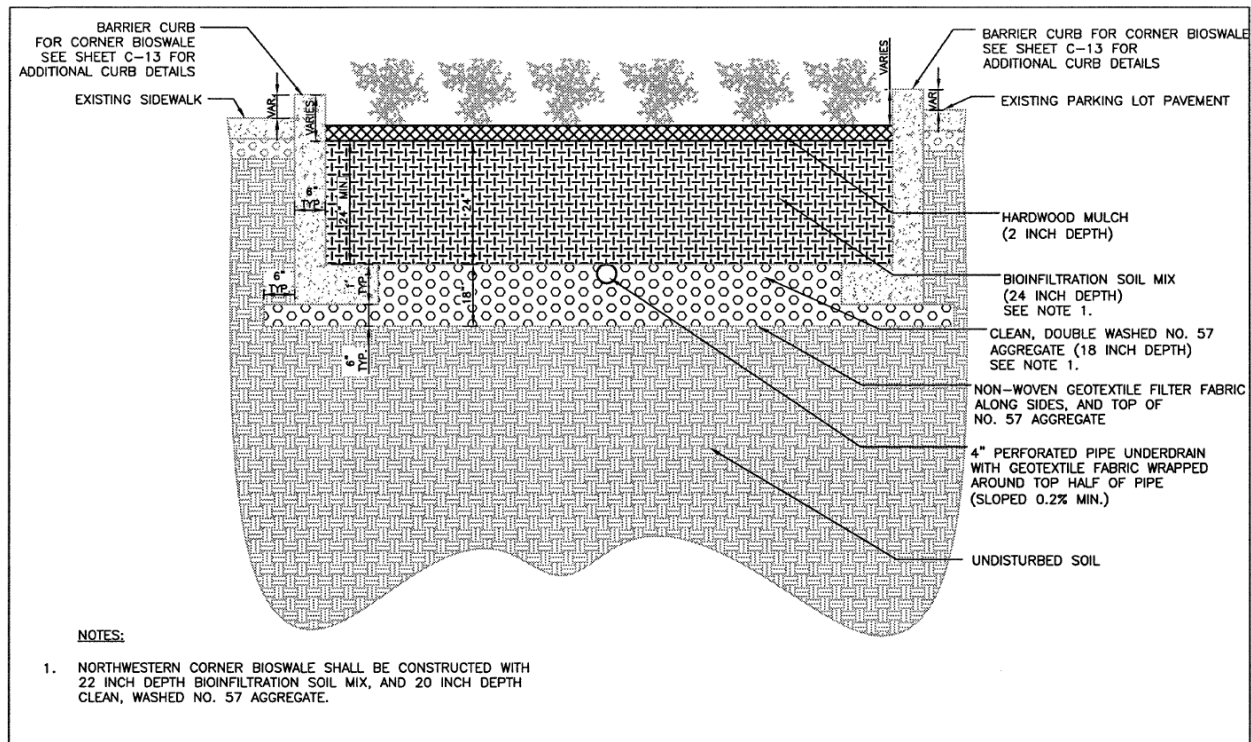 BARRIER CURB
FOR CORNER BIOSWALE
SEE SHEET C-13 FOR
ADDITIONAL CURB DETAILS
EXISTING SIDEWALK
VAR.
VARIES
6"
TYP.
24" MIN.
24"
6"
TYP.
1'
TYP.
18"
6"
TYP.
VARIES
VAR.
BARRIER CURB FOR CORNER BIOSWALE
SEE SHEET C-13 FOR
ADDITIONAL CURB DETAILS
EXISTING PARKING LOT PAVEMENT
HARDWOOD MULCH
(2 INCH DEPTH)
BIOINFILTRATION SOIL MIX
(24 INCH DEPTH)
SEE NOTE 1.
CLEAN, DOUBLE WASHED NO. 57
AGGREGATE (18 INCH DEPTH)
SEE NOTE 1.
NON-WOVEN GEOTEXTILE FILTER FABRIC
ALONG SIDES, AND TOP OF
NO. 57 AGGREGATE
4" PERFORATED PIPE UNDERDRAIN
WITH GEOTEXTILE FABRIC WRAPPED
AROUND TOP HALF OF PIPE
(SLOPED 0.2% MIN.)
UNDISTURBED SOIL
NOTES:
1. NORTHWESTERN CORNER BIOSWALE SHALL BE CONSTRUCTED WITH
22 INCH DEPTH BIOINFILTRATION SOIL MIX, AND 20 INCH DEPTH
CLEAN, WASHED NO. 57 AGGREGATE.